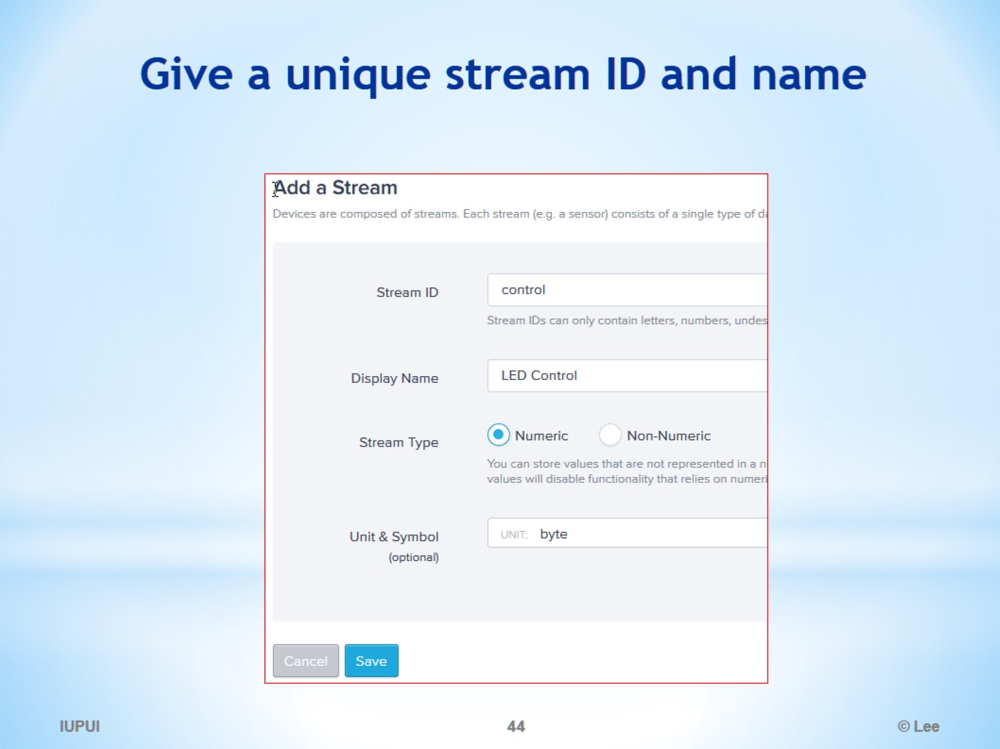 Give a unique stream ID and name
Add a Stream
Devices are composed of streams. Each stream (e.g. a sensor) consists of a single type of
Stream ID
control
Stream IDs can only contain letters, numbers,
Display Name
LED Control
Stream Type
Numeric
Non-Numeric
You can store values that are not represented in a
values will disable functionality that relies on
Unit & Symbol
(optional)
UNIT: byte
Cancel
Save
IUPUI
44
© Lee